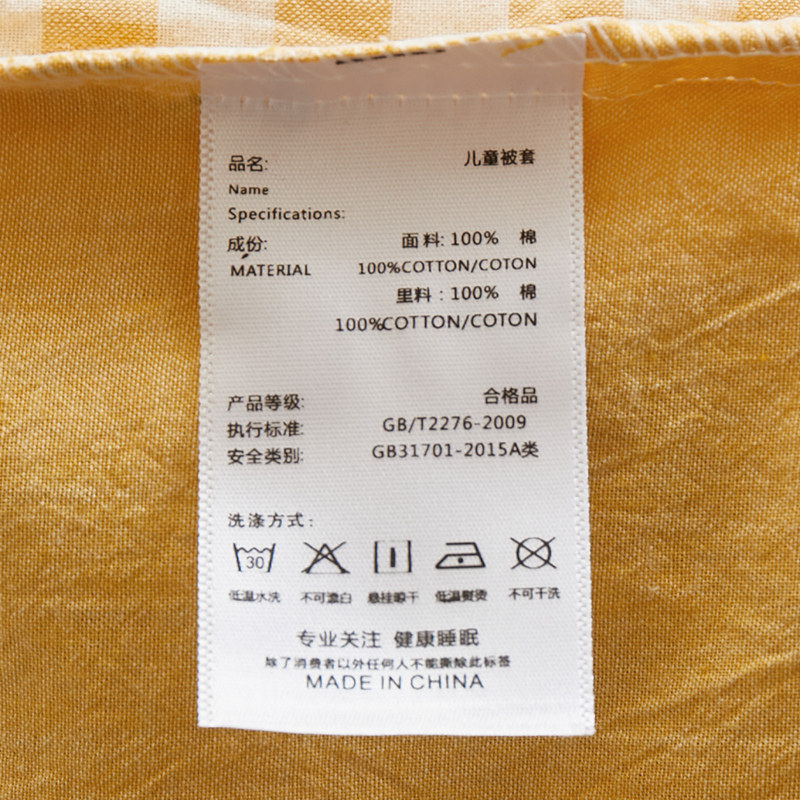 品名: 儿童被套
Name
Specifications:
成份: 面料: 100% 棉
MATERIAL 100%COTTON/COTON
里料: 100% 棉
100%COTTON/COTON
产品等级: 合格品
执行标准: GB/T2276-2009
安全类别: GB31701-2015A类
洗涤方式:
30
低温水洗 不可漂白 悬挂晾干 低温熨烫 不可干洗
专业关注 健康睡眠
除了消费者以外任何人不能撕除此标签
MADE IN CHINA